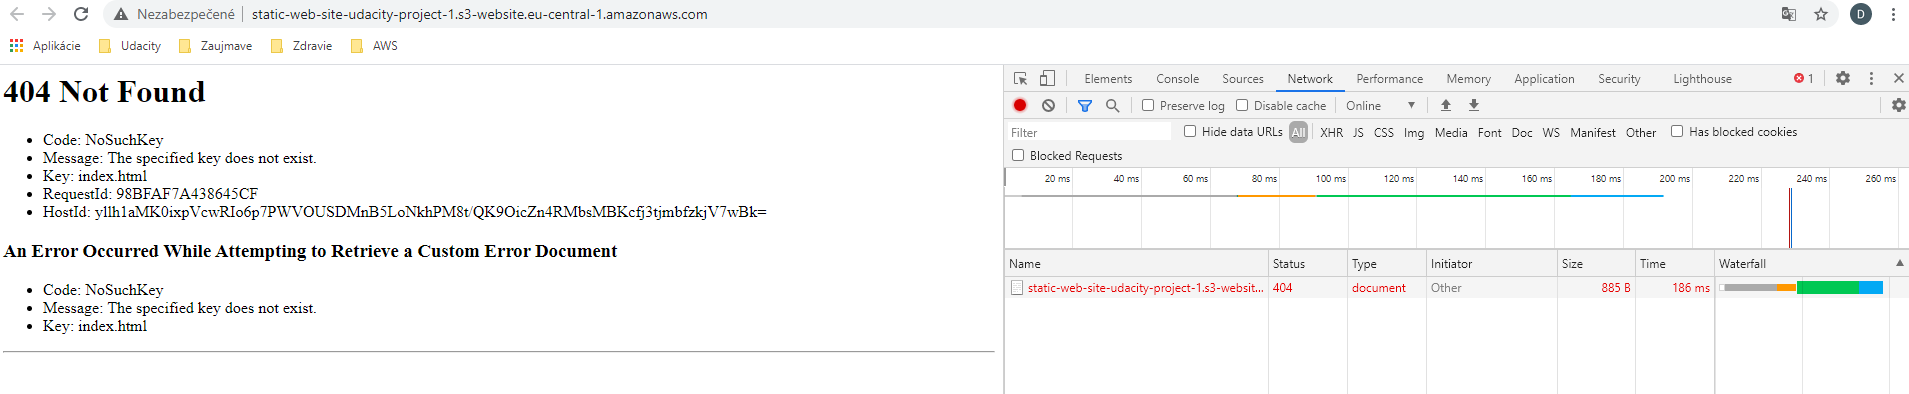 Nezabezpečené | static-web-site-udacity-project-1.s3-website.eu-central-1.amazonaws.com
D
Aplikácie Udacity Zaujmave Zdravie AWS
404 Not Found
Code: NoSuchKey
Message: The specified key does not exist.
Key: index.html
RequestId: 98BFAF7A438645CF
HostId: yllh1aMK0ixpVcwRIo6p7PWVOUSDMnB5LoNkhPM8t/QK9OicZn4RMbsMBKcfj3tjmbfzkjV7wBk=
An Error Occurred While Attempting to Retrieve a Custom Error Document
Code: NoSuchKey
Message: The specified key does not exist.
Key: index.html
Elements Console Sources Network Performance Memory Application Security Lighthouse 1
Preserve log Disable cache Online
Filter Hide data URLs All XHR JS CSS Img Media Font Doc WS Manifest Other Has blocked cookies
Blocked Requests
20 ms 40 ms 60 ms 80 ms 100 ms 120 ms 140 ms 160 ms 180 ms 200 ms 220 ms 240 ms 260 ms
Name Status Type Initiator Size Time Waterfall
static-web-site-udacity-project-1.s3-websit... 404 document Other 885 B 186 ms